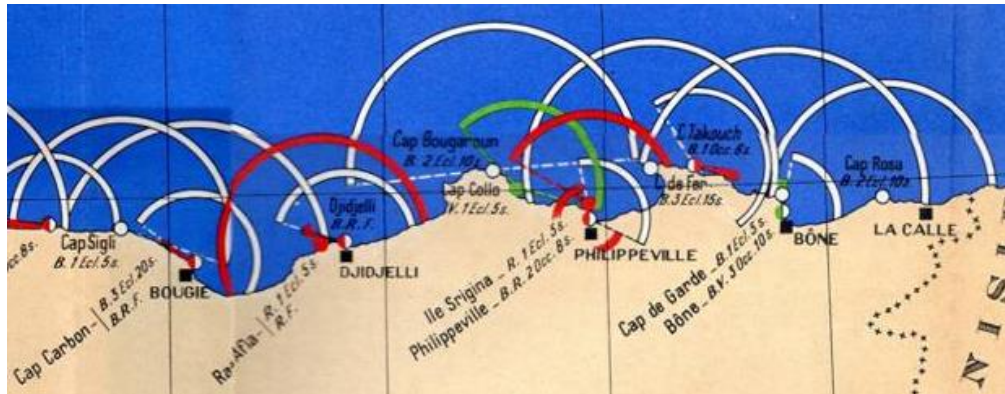 cc. 8s.
Cap Sigli
B. 1 Ecl. 5s.
BOUGIE
Cap Carbon - B. 3 Ecl. 20s.
B.R.F.
Djidjelli
B.R.F.
DJIDJELLI
Ras Afia - R. 1 Ecl. 5s.
R.F.
Cap Bougaroun
B. 2 Ecl. 10s.
Cap Collo
V. 1 Ecl. 5s.
Ile Srigina - R. 1 Ecl. 5s.
Philippeville - B.R. 2 Occ. 8s.
PHILIPPEVILLE
C. de Fer
B. 3 Ecl. 15s.
C. Takouch
B. 1 Occ. 6s.
Cap de Garde - B. 1 Ecl. 5s.
Bône - B.V. 3 Occ. 10s.
BÔNE
Cap Rosa
B. 2 Ecl. 10s.
LA CALLE
NIS